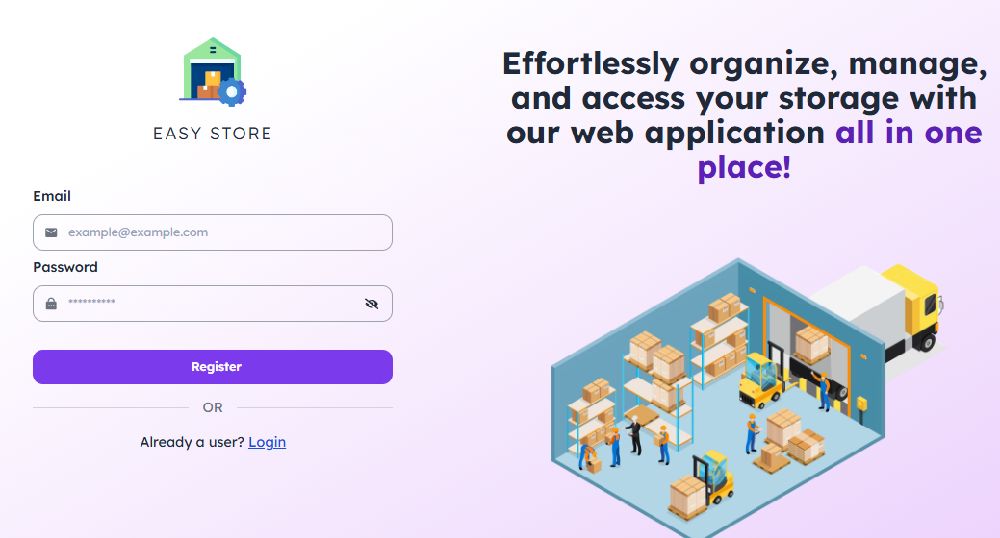 EASY STORE
Email
example@example.com
Password
**********
Register
OR
Already a user? Login
Effortlessly organize, manage,
and access your storage with
our web application all in one
place!